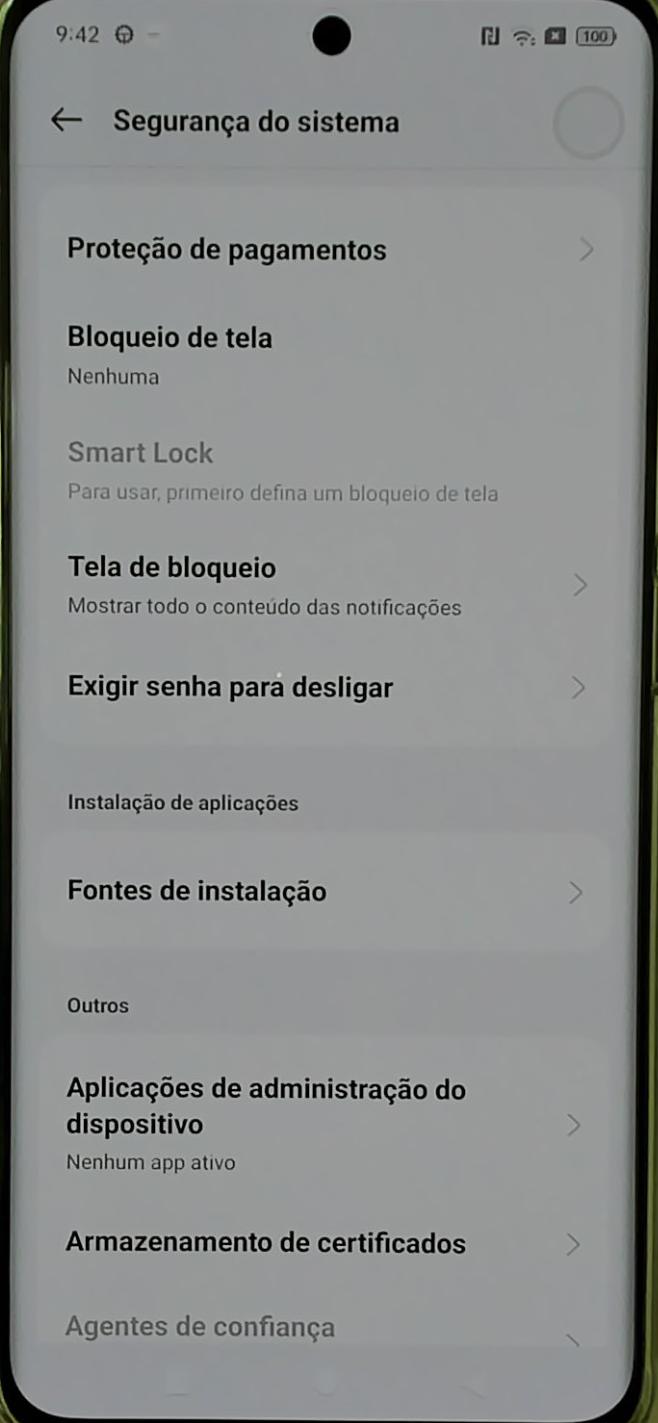 9:42
100
Segurança do sistema
Proteção de pagamentos
Bloqueio de tela
Nenhuma
Smart Lock
Para usar, primeiro defina um bloqueio de tela
Tela de bloqueio
Mostrar todo o conteúdo das notificações
Exigir senha para desligar
Instalação de aplicações
Fontes de instalação
Outros
Aplicações de administração do
dispositivo
Nenhum app ativo
Armazenamento de certificados
Agentes de confiança